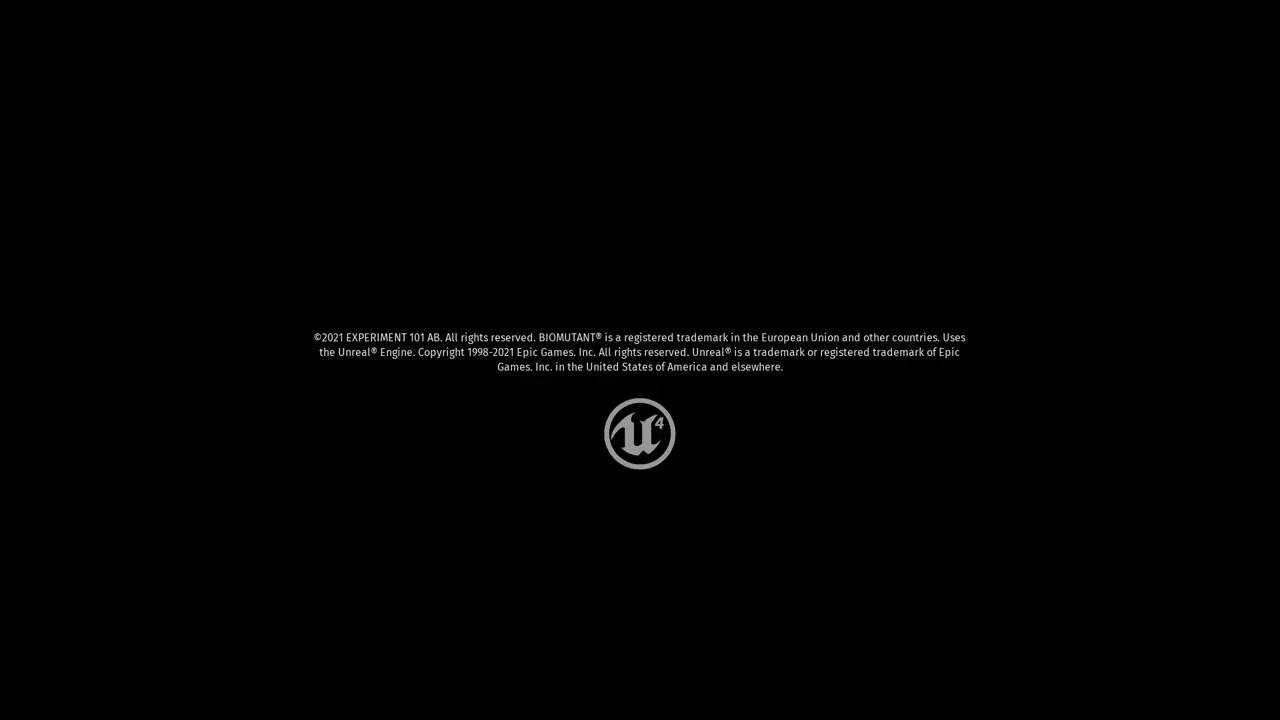 ©2021 EXPERIMENT 101 AB. All rights reserved. BIOMUTANT® is a registered trademark in the European Union and other countries. Uses
the Unreal® Engine. Copyright 1998-2021 Epic Games. Inc. All rights reserved. Unreal® is a trademark or registered trademark of Epic
Games. Inc. in the United States of America and elsewhere.
U4